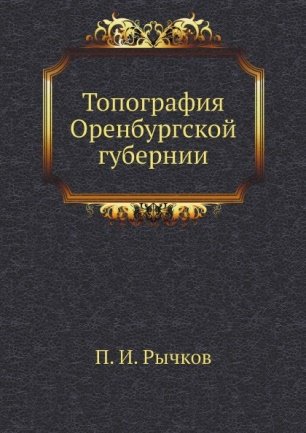 Топография
Оренбургской
губернии
П. И. Рычков